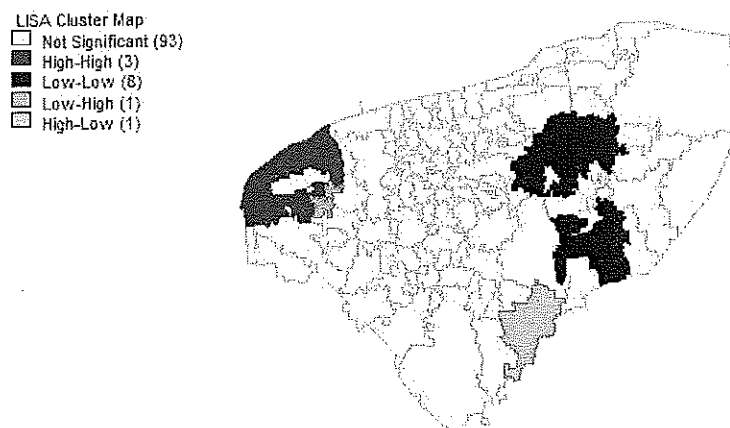 LISA Cluster Map
Not Significant (93)
High-High (3)
Low-Low (8)
Low-High (1)
High-Low (1)